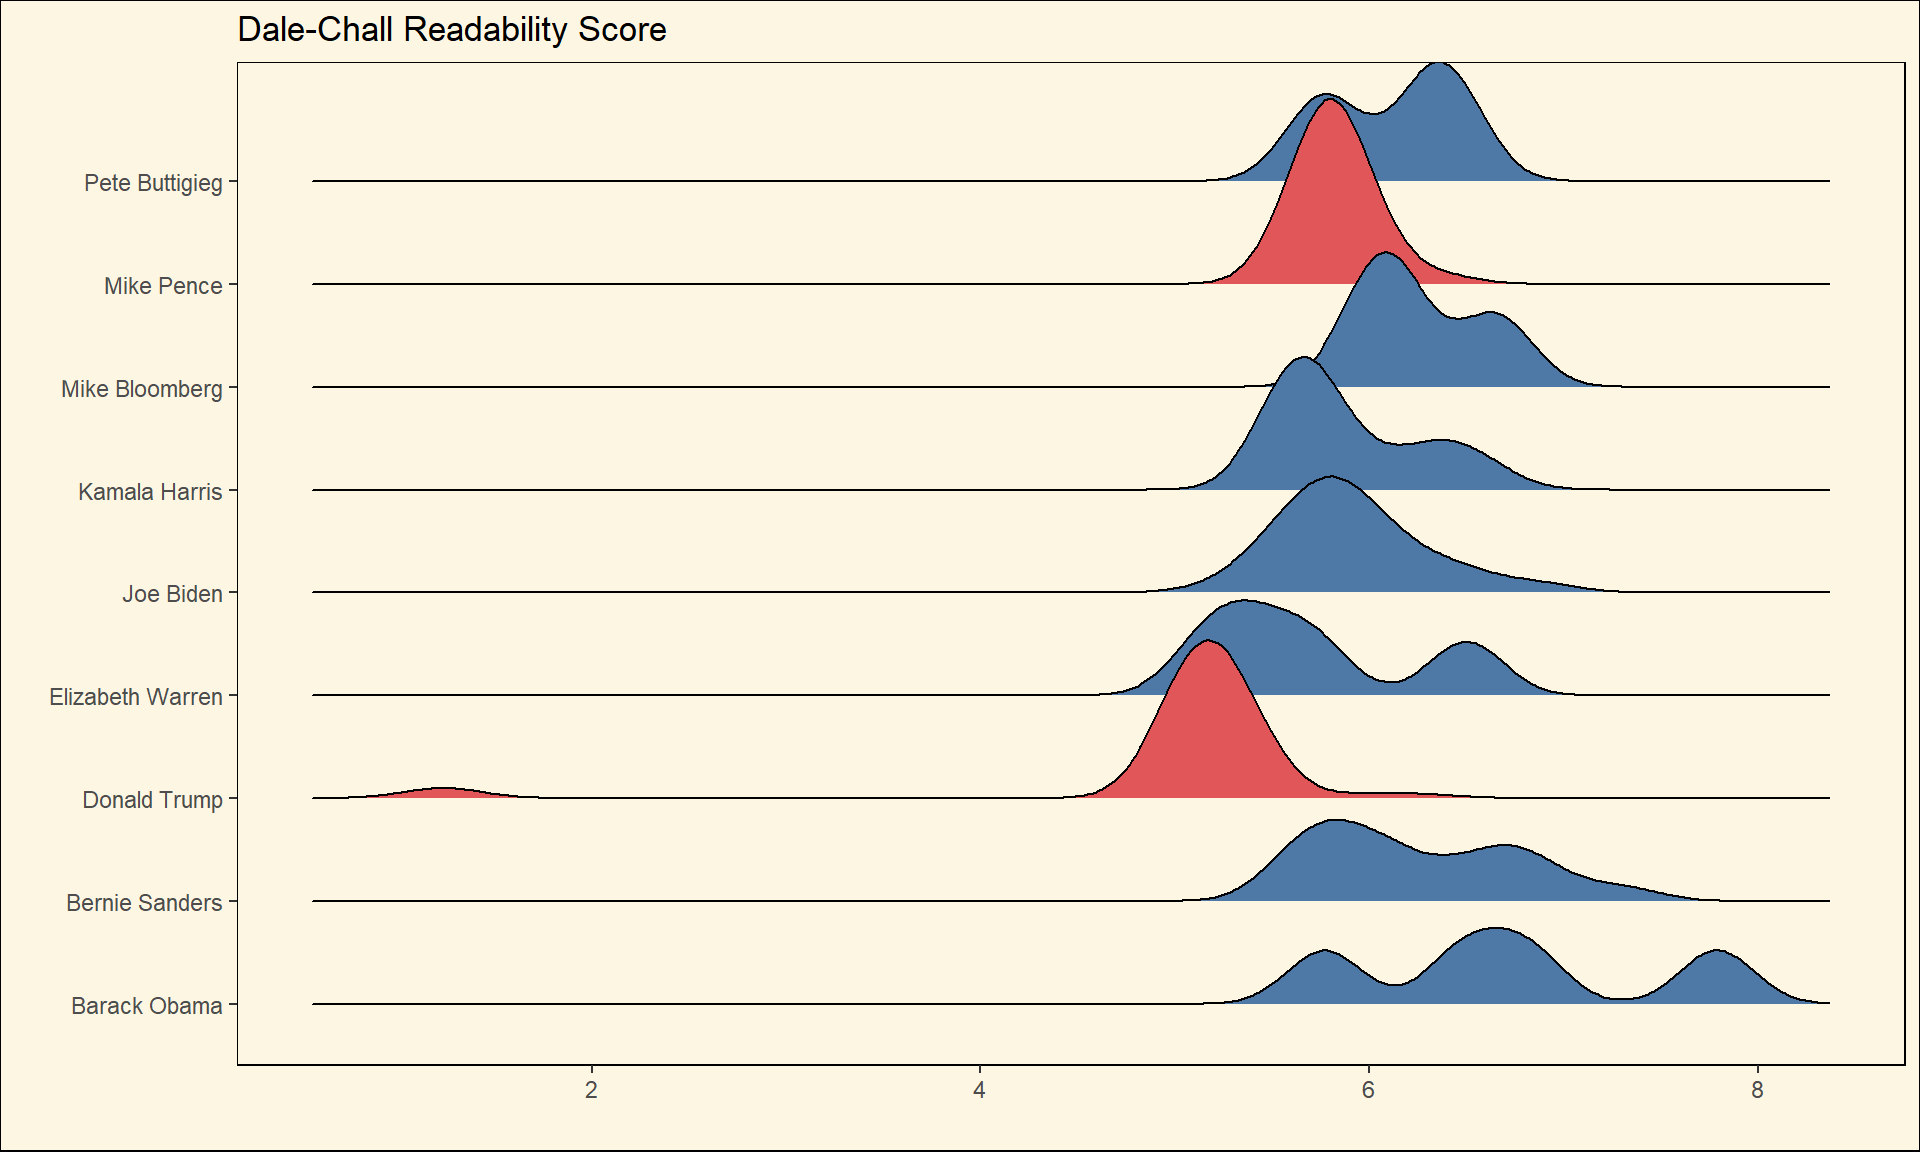 Dale-Chall Readability Score
Pete Buttigieg
Mike Pence
Mike Bloomberg
Kamala Harris
Joe Biden
Elizabeth Warren
Donald Trump
Bernie Sanders
Barack Obama
2 4 6 8